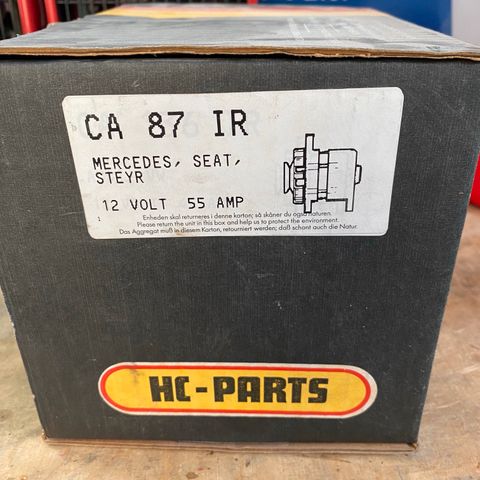 CA 87 IR
MERCEDES, SEAT,
STEYR
12 VOLT 55 AMP
Enheden skal returneres i denne karton; så skåner du også naturen.
Please return the unit in this box and help us to protect the environment.
Das Aggregat muß in diesem Karton, retourniert werden; daß schont auch die Natur.
HC-PARTS